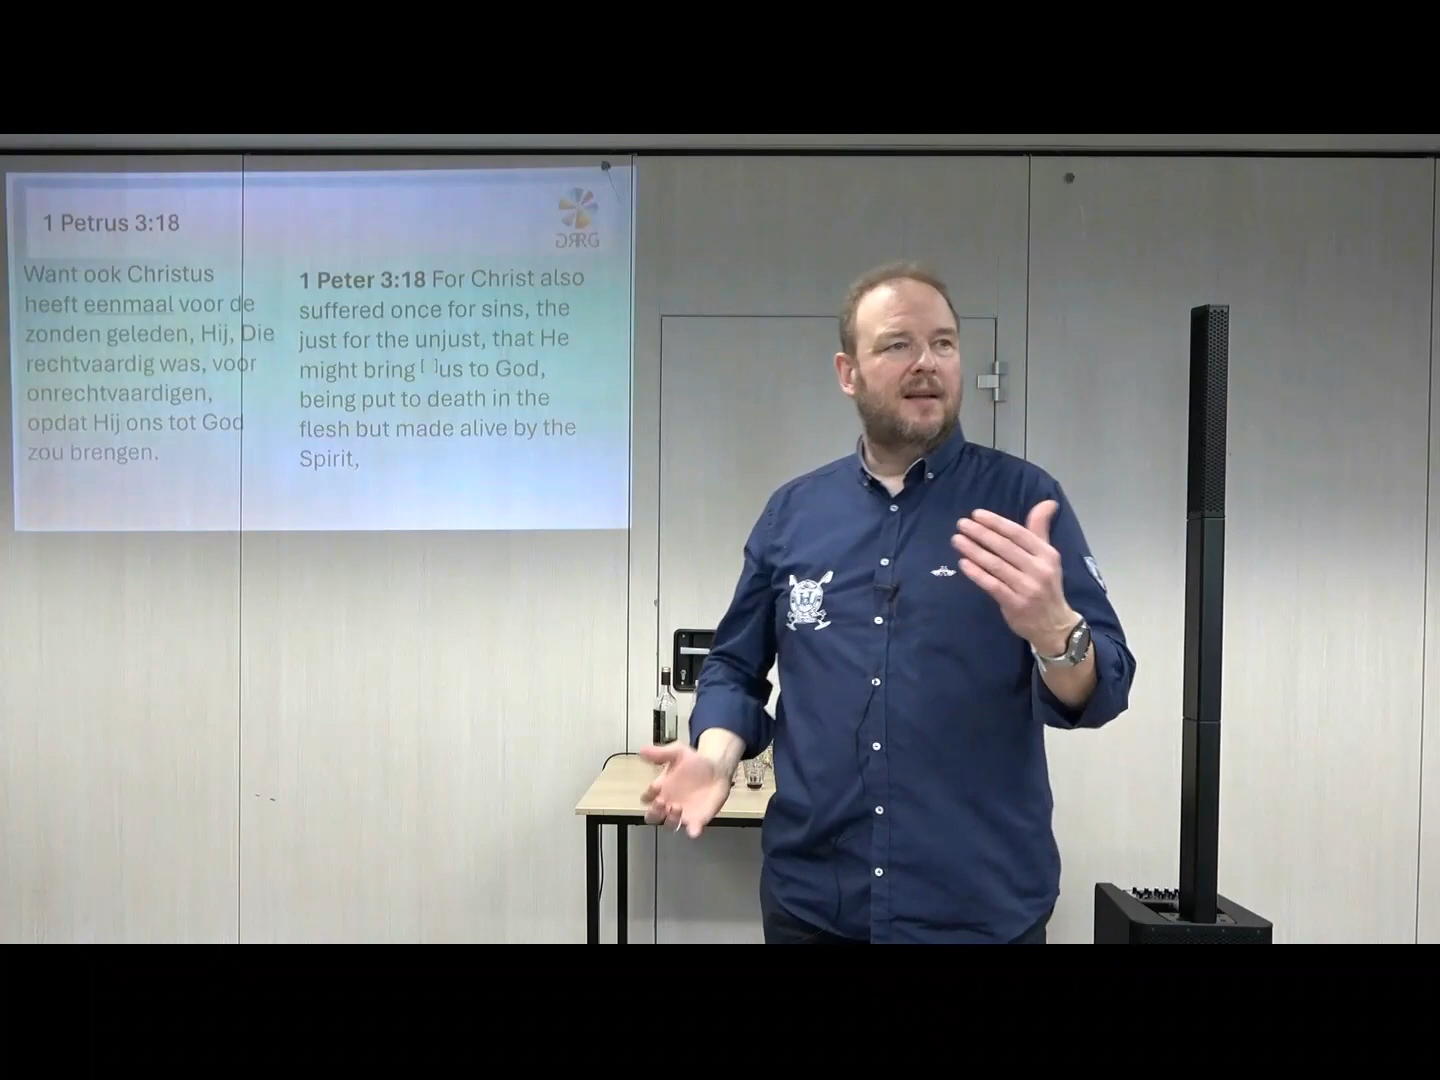 1 Petrus 3:18
GRRG
Want ook Christus
heeft eenmaal voor de
zonden geleden, Hij, Die
rechtvaardig was, voor
onrechtvaardigen,
opdat Hij ons tot God
zou brengen.
1 Peter 3:18 For Christ also
suffered once for sins, the
just for the unjust, that He
might bring [ ]us to God,
being put to death in the
flesh but made alive by the
Spirit,